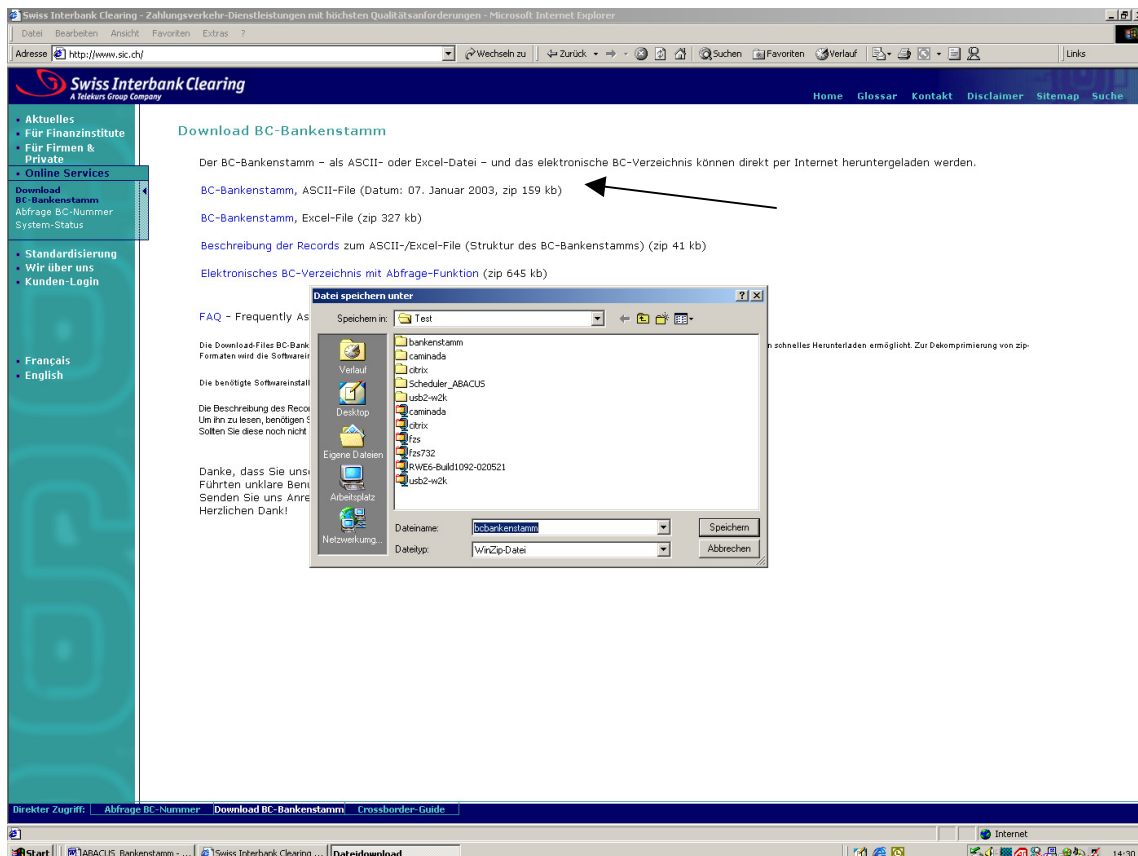 Swiss Interbank Clearing - Zahlungsverkehr-Dienstleistungen mit höchsten Qualitätsanforderungen - Microsoft Internet Explorer
Datei Bearbeiten Ansicht Favoriten Extras ?
Adresse http://www.sic.ch/ Wechseln zu Zurück Suchen Favoriten Verlauf Links
Swiss Interbank Clearing
A Telekurs Group Company
Home Glossar Kontakt Disclaimer Sitemap Suche
Aktuelles
Für Finanzinstitute
Für Firmen &
Private
Online Services
Download
BC-Bankenstamm
Abfrage BC-Nummer
System-Status
Standardisierung
Wir über uns
Kunden-Login
Français
English
Download BC-Bankenstamm
Der BC-Bankenstamm – als ASCII- oder Excel-Datei – und das elektronische BC-Verzeichnis können direkt per Internet heruntergeladen werden.
BC-Bankenstamm, ASCII-File (Datum: 07. Januar 2003, zip 159 kb)
BC-Bankenstamm, Excel-File (zip 327 kb)
Beschreibung der Records zum ASCII-/Excel-File (Struktur des BC-Bankenstamms) (zip 41 kb)
Elektronisches BC-Verzeichnis mit Abfrage-Funktion (zip 645 kb)
FAQ - Frequently As
Die Download-Files BC-Bank
n schnelles Herunterladen ermöglicht. Zur Dekomprimierung von zip-
Formaten wird die Softwarein
Die benötigte Softwareinstall
Die Beschreibung des Recor
Um ihn zu lesen, benötigen S
Sollten Sie diese noch nicht
Danke, dass Sie uns
Führten unklare Benu
Senden Sie uns Anre
Herzlichen Dank!
Datei speichern unter
Speichern in: Test
Verlauf
Desktop
Eigene Dateien
Arbeitsplatz
Netzwerkumg...
bankenstamm
caminada
citrix
Scheduler_ABACUS
usb2-w2k
caminada
citrix
fzs
fzs732
RWE6-Build1092-020521
usb2-w2k
Dateiname: bcbankenstamm Speichern
Dateityp: WinZip-Datei Abbrechen
Direkter Zugriff: Abfrage BC-Nummer Download BC-Bankenstamm Crossborder-Guide
Internet
Start ABACUS Bankenstamm - ... Swiss Interbank Clearing ... Dateidownload 14:30